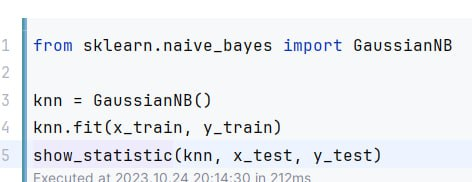 1 from sklearn.naive_bayes import GaussianNB
2
3 knn = GaussianNB()
4 knn.fit(x_train, y_train)
5 show_statistic(knn, x_test, y_test)
Executed at 2023.10.24 20:14:30 in 212ms